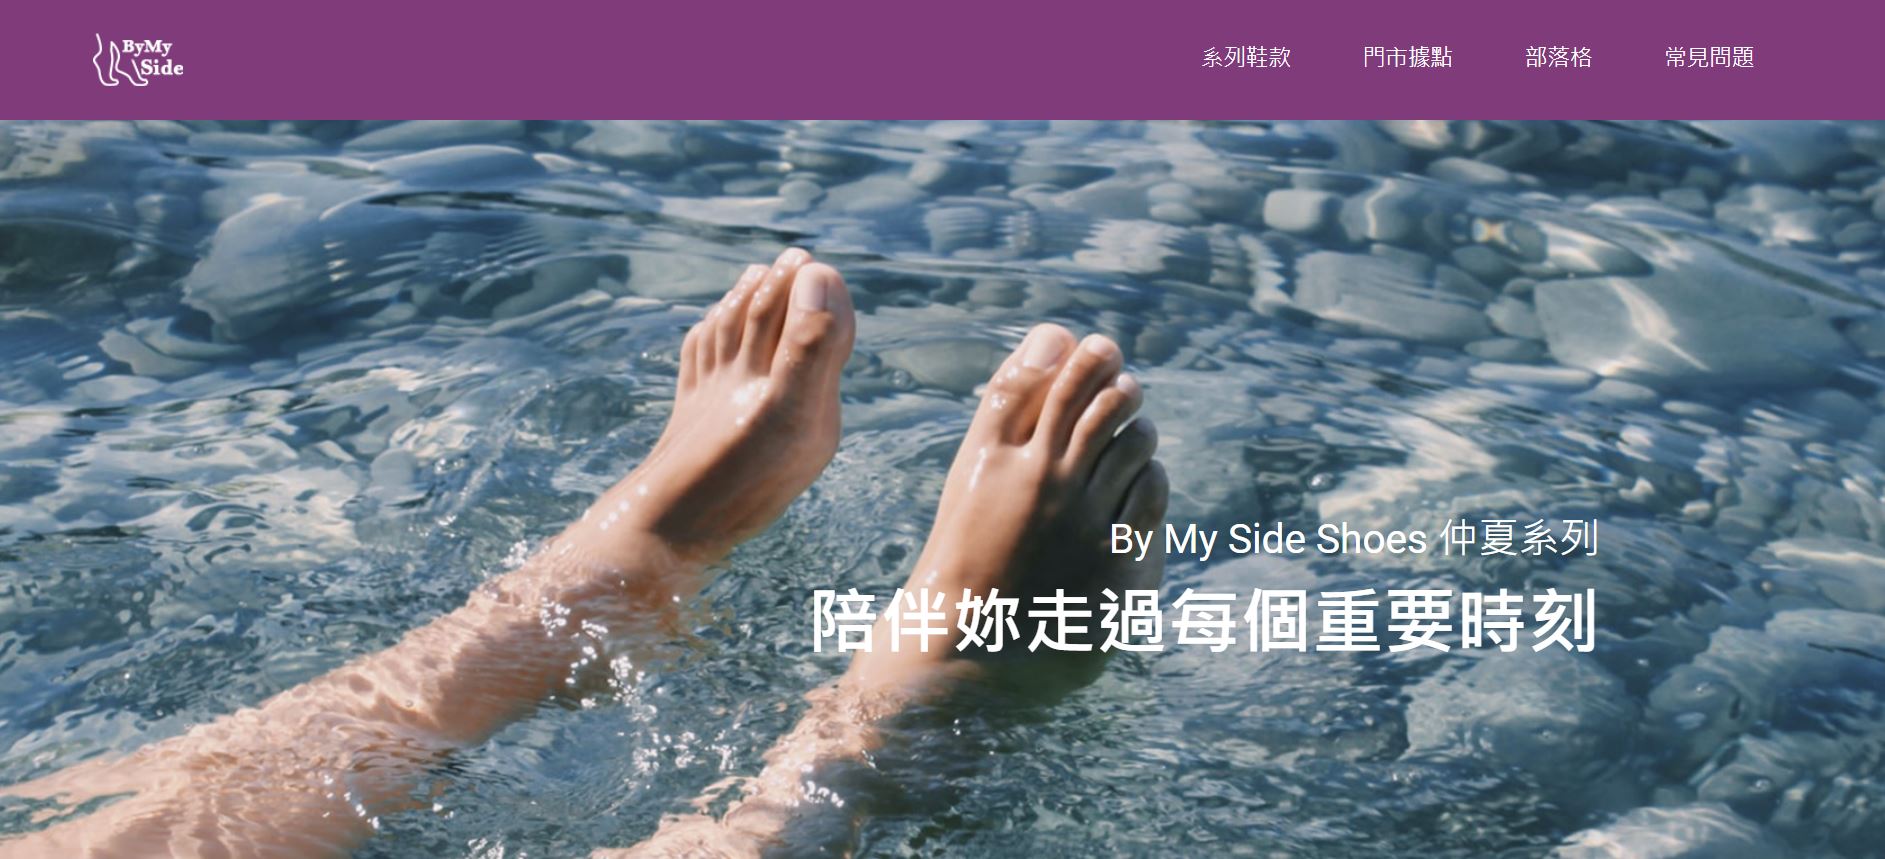 ByMy
Side
系列鞋款
門市據點
部落格
常見問題
By My Side Shoes 仲夏系列
陪伴妳走過每個重要時刻